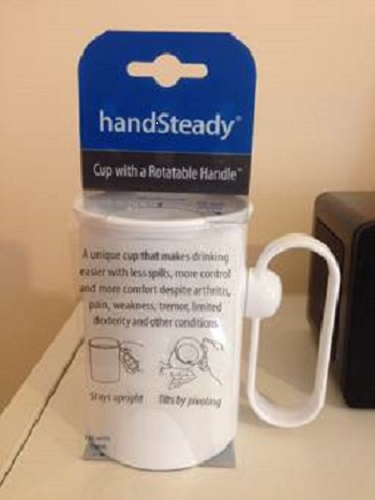 handSteady®
Cup with a Rotatable Handle™
A unique cup that makes drinking
easier with less spills, more control
and more comfort despite arthritis,
pain, weakness, tremor, limited
dexterity and other conditions
Stays upright Tilts by pivoting